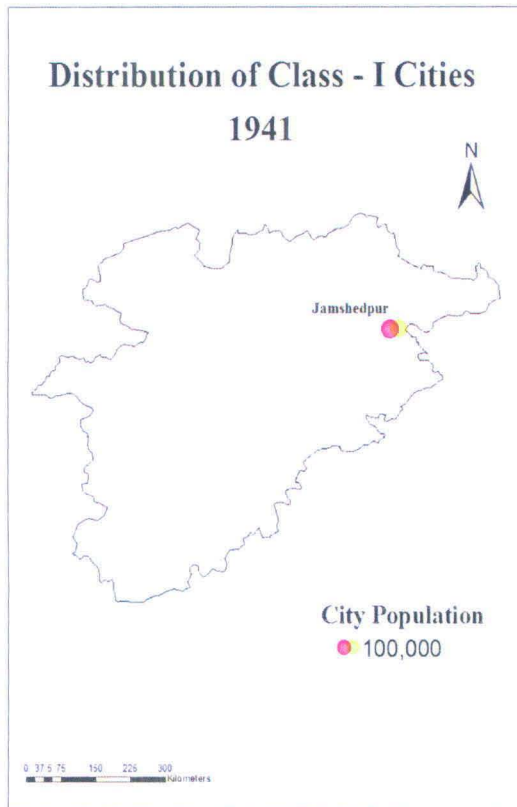 Distribution of Class - I Cities
1941
N
Jamshedpur
City Population
100,000
0 37.5 75 150 225 300
Kilometers